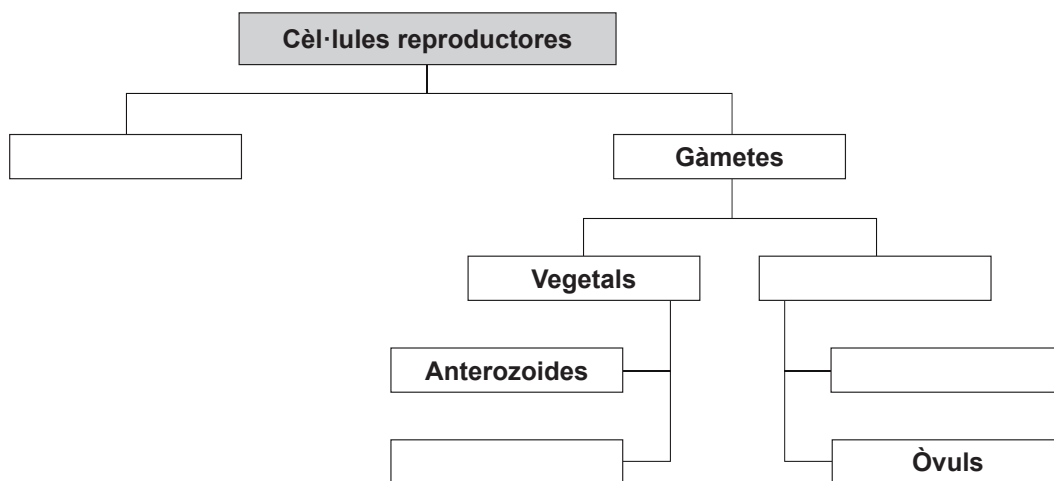 Cèl·lules reproductores
Gàmetes
Vegetals
Anterozoides
Òvuls